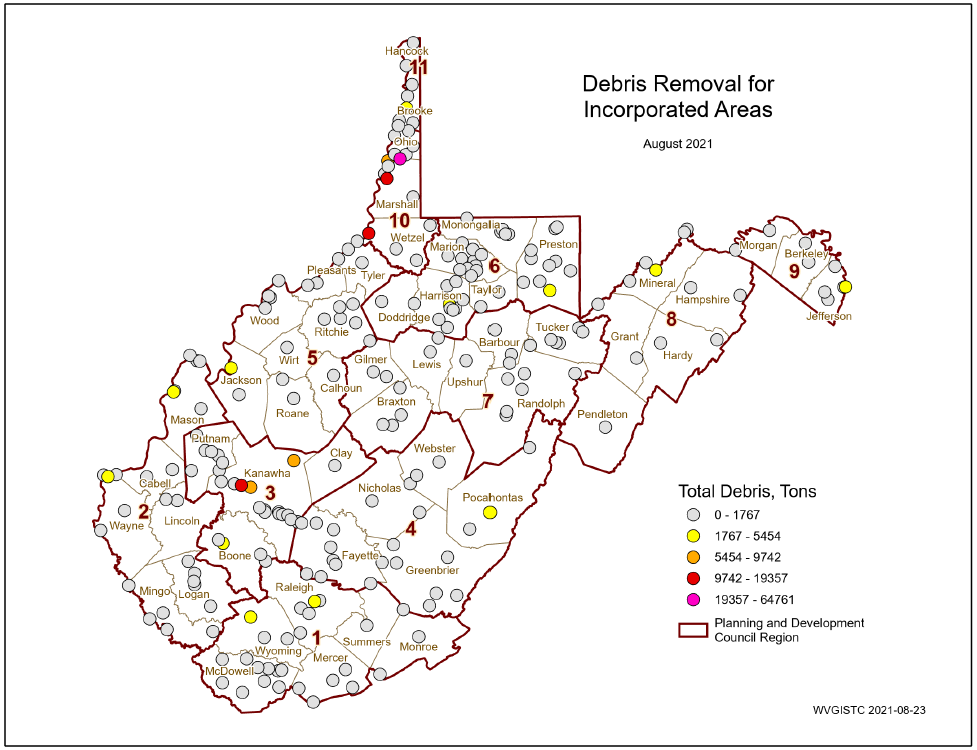 Debris Removal for
Incorporated Areas
August 2021
Hancock
11
Brooke
Ohio
Marshall
10
Wetzel
Monongalia
Marion
Preston
6
Morgan
Berkeley
9
Jefferson
Pleasants
Tyler
Mineral
Hampshire
Harrison
Taylor
Doddridge
Wood
Ritchie
8
Grant
Hardy
Tucker
Barbour
Wirt
5
Gilmer
Lewis
Upshur
Jackson
Calhoun
Roane
Braxton
7
Randolph
Pendleton
Mason
Putnam
Clay
Webster
Kanawha
3
Cabell
2
Wayne
Lincoln
Nicholas
Pocahontas
4
Boone
Fayette
Greenbrier
Mingo
Logan
Raleigh
1
Wyoming
Summers
Monroe
Mercer
McDowell
Total Debris, Tons
0 - 1767
1767 - 5454
5454 - 9742
9742 - 19357
19357 - 64761
Planning and Development
Council Region
WVGISTC 2021-08-23